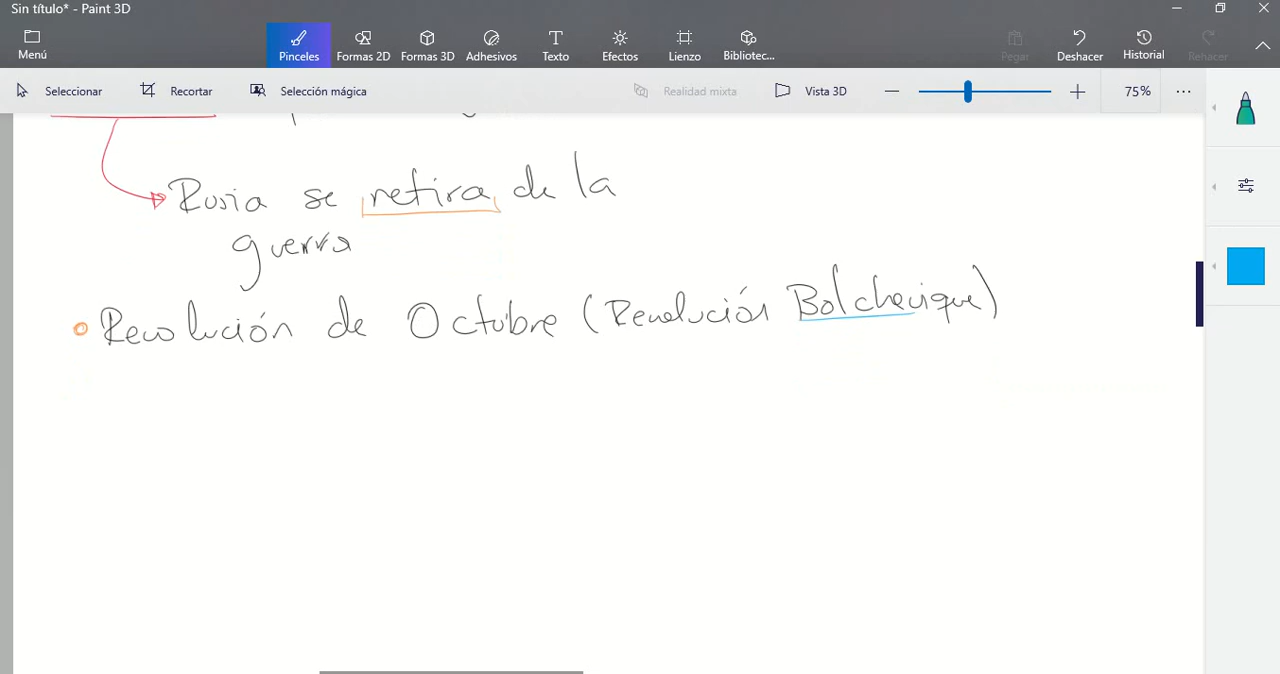 Sin título* - Paint 3D
Menú
Pinceles
Formas 2D
Formas 3D
Adhesivos
Texto
Efectos
Lienzo
Bibliotec...
Pegar
Deshacer
Historial
Rehacer
Seleccionar
Recortar
Selección mágica
Realidad mixta
Vista 3D
75%
Rusia se retira de la
guerra
Revolución de Octubre (Revolución Bolchevique)